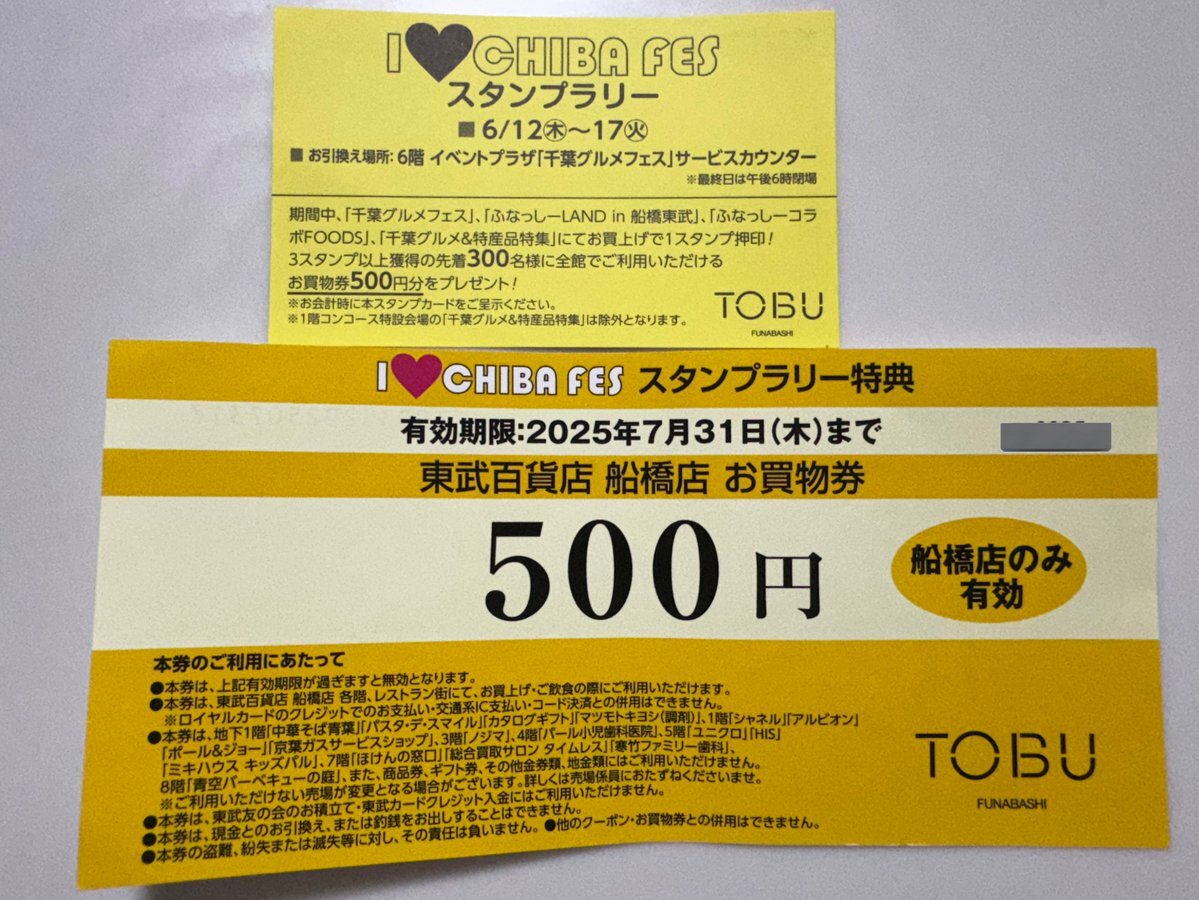 I♥CHIBA FES
スタンプラリー
■ 6/12㊍～17㊋
■ お引換え場所:6階 イベントプラザ「千葉グルメフェス」サービスカウンター
※最終日は午後6時閉場
期間中、「千葉グルメフェス」、「ふなっしーLAND in 船橋東武」、「ふなっしーコラ
ボFOODS」、「千葉グルメ&特産品特集」にてお買上げで1スタンプ押印!
3スタンプ以上獲得の先着300名様に全館でご利用いただける
お買物券500円分をプレゼント!
※お会計時に本スタンプカードをご呈示ください。
※1階コンコース特設会場の「千葉グルメ&特産品特集」は除外となります。
TOBU
FUNABASHI
I♥CHIBA FES スタンプラリー特典
有効期限:2025年7月31日(木)まで
東武百貨店 船橋店 お買物券
500円
船橋店のみ
有効
本券のご利用にあたって
●本券は、上記有効期限が過ぎますと無効となります。
●本券は、東武百貨店 船橋店 各階、レストラン街にて、お買上げ・ご飲食の際にご利用いただけます。
※ロイヤルカードのクレジットでのお支払い・交通系IC支払い・コード決済との併用はできません。
●本券は、地下1階「中華そば青葉」「パスタ・デ・スマイル」「カタログギフト」「マツモトキヨシ(調剤)、1階「シャネル」「アルビオン」
「ポール&ジョー」「京葉ガスサービスショップ」、3階「ノジマ」、4階「パール小児歯科医院」、5階「ユニクロ」「HIS」
「ミキハウス キッズパル」、7階「ほけんの窓口」「総合買取サロン タイムレス」「寒竹ファミリー歯科」、
8階「青空バーベキューの庭」、また、商品券、ギフト券、その他金券類、地金類にはご利用いただけません。
※ご利用いただけない売場が変更となる場合がございます。詳しくは売場係員におたずねくださいませ。
●本券は、東武友の会のお積立て・東武カードクレジット入金にはご利用いただけません。
●本券は、現金とのお引換え、または釣銭をお出しすることはできません。
●本券の盗難、紛失または滅失等に対し、その責任は負いません。 ●他のクーポン・お買物券との併用はできません。
TOBU
FUNABASHI